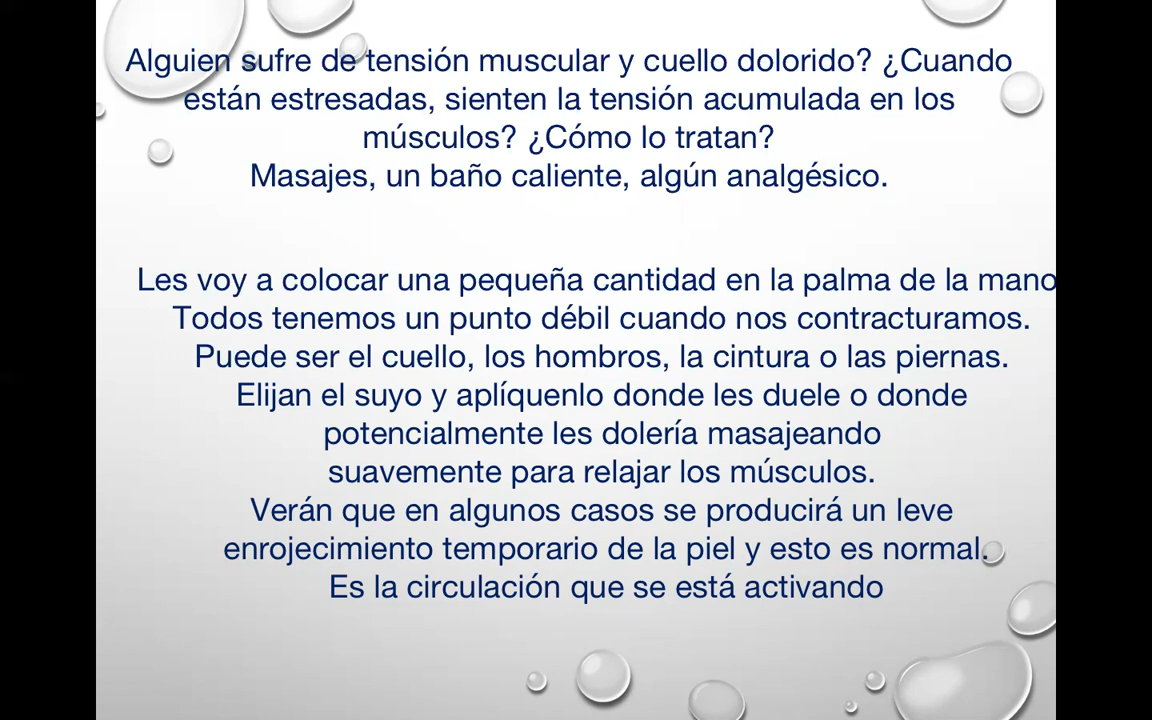 Alguien sufre de tensión muscular y cuello dolorido? ¿Cuando
están estresadas, sienten la tensión acumulada en los
músculos? ¿Cómo lo tratan?
Masajes, un baño caliente, algún analgésico.
Les voy a colocar una pequeña cantidad en la palma de la mano
Todos tenemos un punto débil cuando nos contracturamos.
Puede ser el cuello, los hombros, la cintura o las piernas.
Elijan el suyo y aplíquenlo donde les duele o donde
potencialmente les dolería masajeando
suavemente para relajar los músculos.
Verán que en algunos casos se producirá un leve
enrojecimiento temporario de la piel y esto es normal.
Es la circulación que se está activando